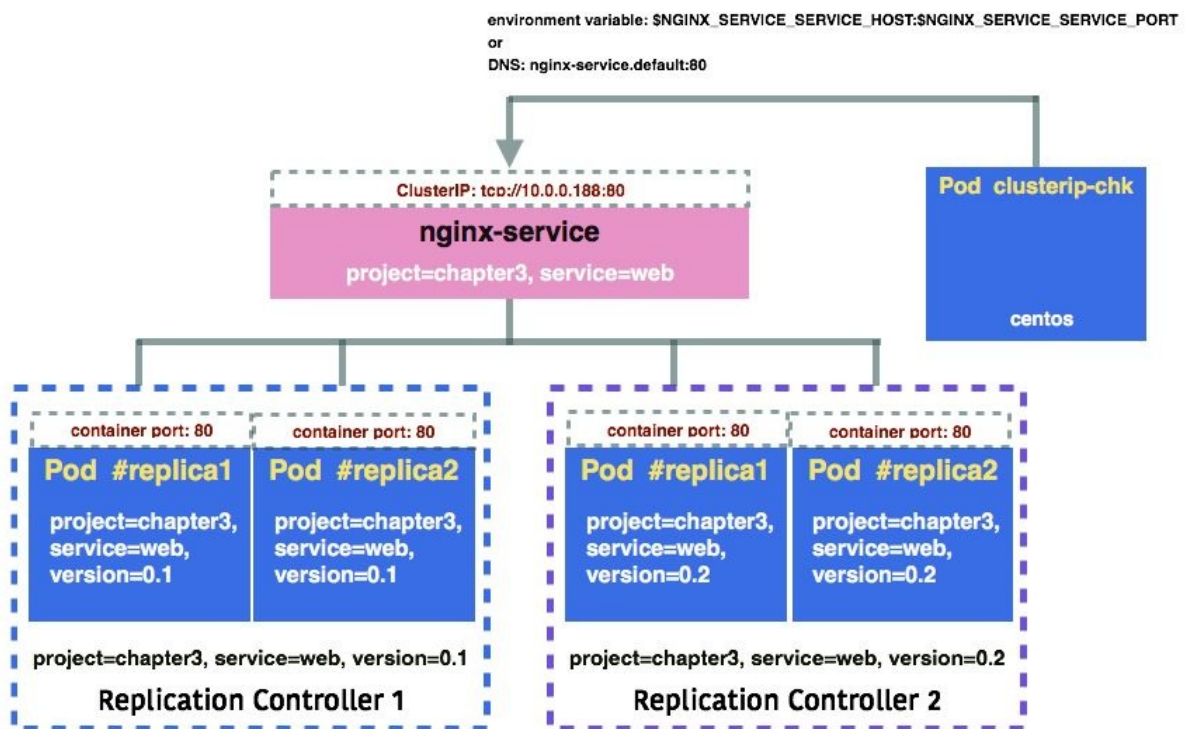 environment variable: $NGINX_SERVICE_SERVICE_HOST:$NGINX_SERVICE_SERVICE_PORT
or
DNS: nginx-service.default:80
ClusterIP: tcp://10.0.0.188:80
nginx-service
project=chapter3, service=web
Pod clusterip-chk
centos
container port: 80
Pod #replica1
project=chapter3,
service=web,
version=0.1
container port: 80
Pod #replica2
project=chapter3,
service=web,
version=0.1
project=chapter3, service=web, version=0.1
Replication Controller 1
container port: 80
Pod #replica1
project=chapter3,
service=web,
version=0.2
container port: 80
Pod #replica2
project=chapter3,
service=web,
version=0.2
project=chapter3, service=web, version=0.2
Replication Controller 2